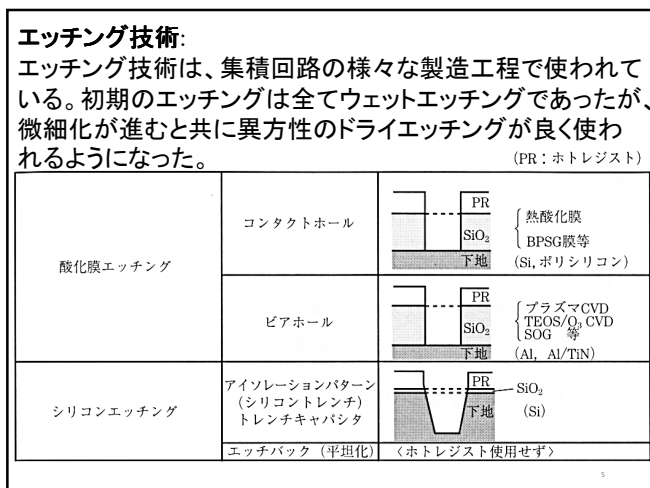 エッチング技術:
エッチング技術は、集積回路の様々な製造工程で使われて
いる。初期のエッチングは全てウェットエッチングであったが、
微細化が進むと共に異方性のドライエッチングが良く使わ
れるようになった。
(PR：ホトレジスト)
酸化膜エッチング
コンタクトホール
PR
SiO₂
下地
熱酸化膜
BPSG膜等
(Si, ポリシリコン)
ビアホール
PR
SiO₂
下地
プラズマCVD
TEOS/O₃ CVD
SOG 等
(Al, Al/TiN)
シリコンエッチング
アイソレーションパターン
(シリコントレンチ)
トレンチキャパシタ
PR
下地
SiO₂
(Si)
エッチバック (平坦化)
〈ホトレジスト使用せず〉
5